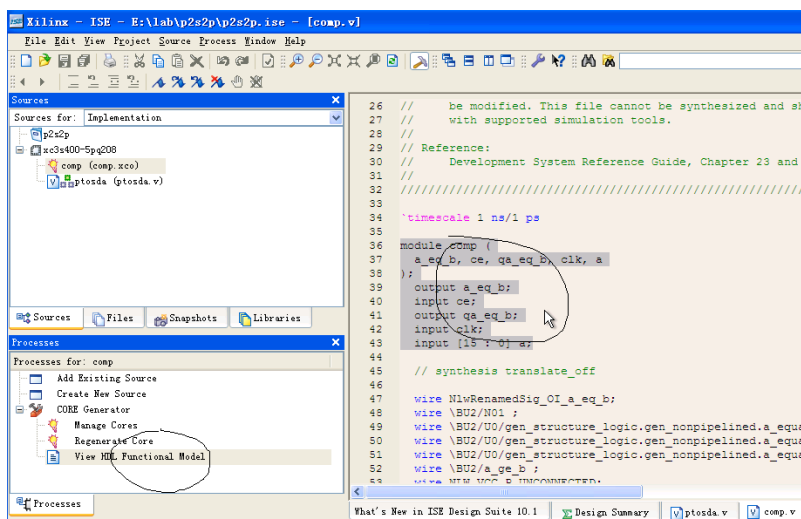 Xilinx - ISE - E:\lab\p2s2p\p2s2p.ise - [comp.v]
File Edit View Project Source Process Window Help
Sources
Sources for: Implementation
p2s2p
xc3s400-5pq208
comp (comp.xco)
ptosda (ptosda.v)
Sources Files Snapshots Libraries
Processes
Processes for: comp
Add Existing Source
Create New Source
CORE Generator
Manage Cores
Regenerate Core
View HDL Functional Model
Processes
26 // be modified. This file cannot be synthesized and
27 // with supported simulation tools.
28 //
29 // Reference:
30 // Development System Reference Guide, Chapter 23 and
31 //
32 ////////////////////////////////////////////////////////////
33
34 `timescale 1 ns/1 ps
35
36 module comp (
37 a_eq_b, ce, qa_eq_b, clk, a
38 );
39 output a_eq_b;
40 input ce;
41 output qa_eq_b;
42 input clk;
43 input [15 : 0] a;
44
45 // synthesis translate_off
46
47 wire NlwRenamedSig_OI_a_eq_b;
48 wire \BU2/N01 ;
49 wire \BU2/U0/gen_structure_logic.gen_nonpipelined.a_equa
50 wire \BU2/U0/gen_structure_logic.gen_nonpipelined.a_equa
51 wire \BU2/U0/gen_structure_logic.gen_nonpipelined.a_equa
52 wire \BU2/a_ge_b ;
53 wire NLW_VCC_P_UNCONNECTED;
What's New in ISE Design Suite 10.1 Design Summary ptosda.v comp.v